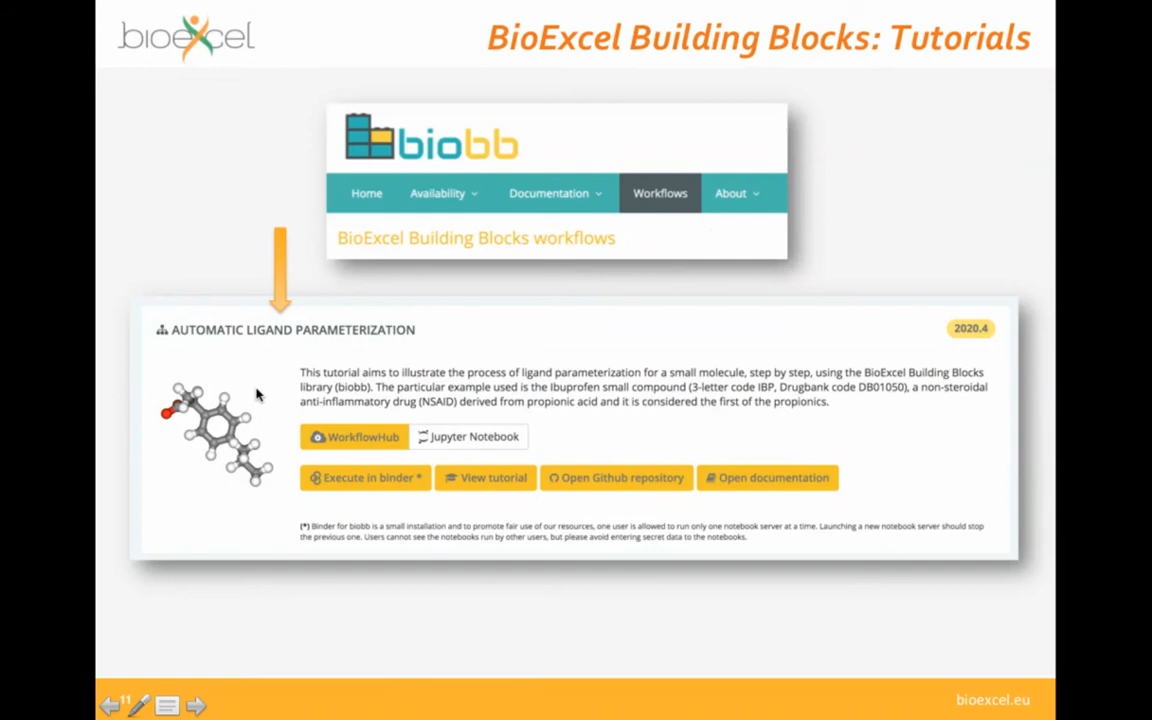 bioexcel
BioExcel Building Blocks: Tutorials
biobb
Home Availability Documentation Workflows About
BioExcel Building Blocks workflows
AUTOMATIC LIGAND PARAMETERIZATION
2020.4
This tutorial aims to illustrate the process of ligand parameterization for a small molecule, step by step, using the BioExcel Building Blocks
library (biobb). The particular example used is the Ibuprofen small compound (3-letter code IBP, Drugbank code DB01050), a non-steroidal
anti-inflammatory drug (NSAID) derived from propionic acid and it is considered the first of the propionics.
WorkflowHub Jupyter Notebook
Execute in binder * View tutorial Open Github repository Open documentation
(*) Binder for biobb is a small installation and to promote fair use of our resources, one user is allowed to run only one notebook server at a time. Launching a new notebook server should stop
the previous one. Users cannot see the notebooks run by other users, but please avoid entering secret data to the notebooks.
11
bioexcel.eu